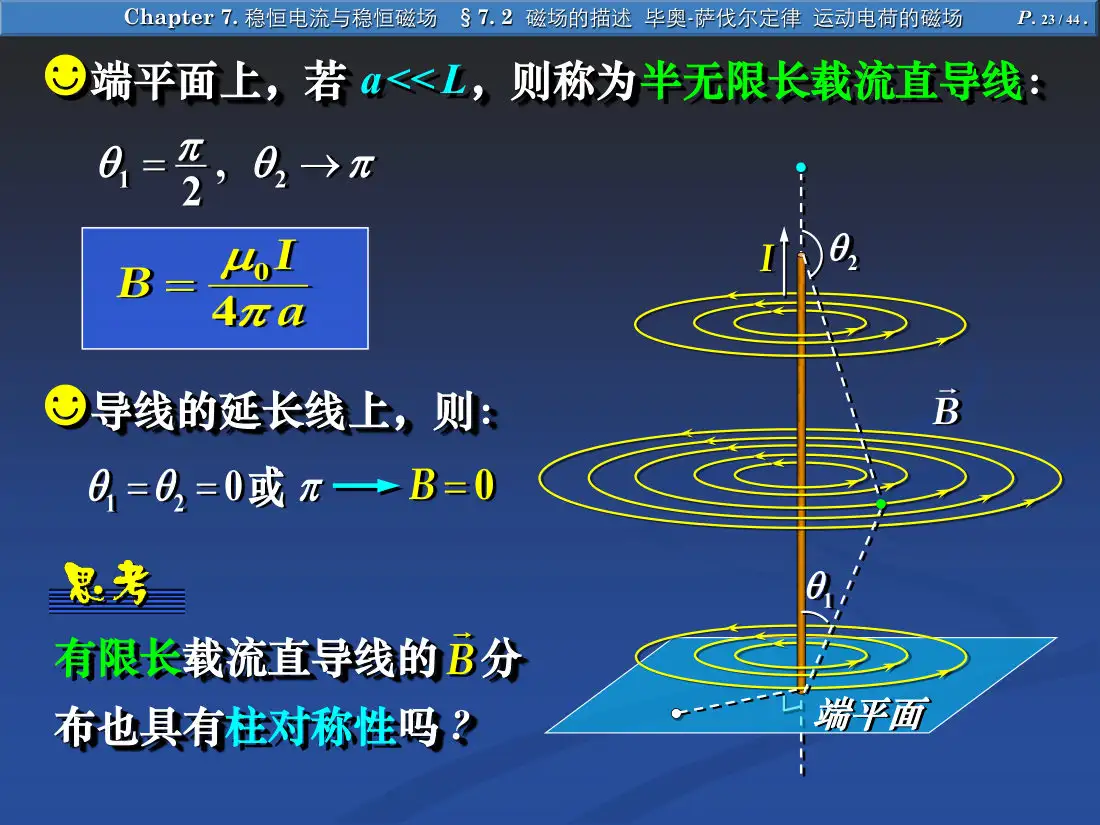 Chapter 7. 稳恒电流与稳恒磁场 §7. 2 磁场的描述 毕奥-萨伐尔定律 运动电荷的磁场 P. 23 / 44 .
端平面上，若 a<<L，则称为半无限长载流直导线：
θ₁ = π/2 , θ₂ → π
B = μ₀I / 4πa
导线的延长线上，则：
θ₁ = θ₂ = 0 或 π → B = 0
思考
有限长载流直导线的 B⃗ 分
布也具有柱对称性吗？
I
θ₂
B⃗
θ₁
端平面